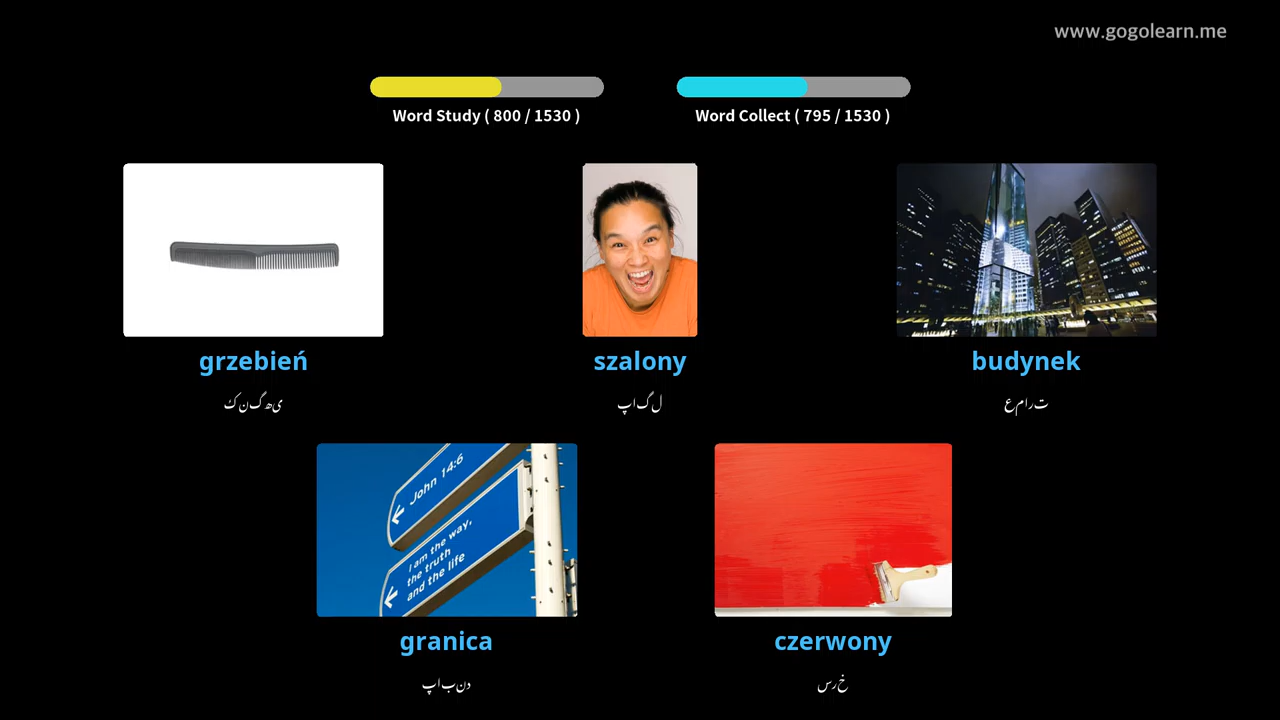 www.gogolearn.me
Word Study ( 800 / 1530 )
Word Collect ( 795 / 1530 )
grzebień
کنگھی
szalony
پاگل
budynek
عمارت
John 14:6
I am the way,
the truth
and the life
granica
پابند
czerwony
سرخ